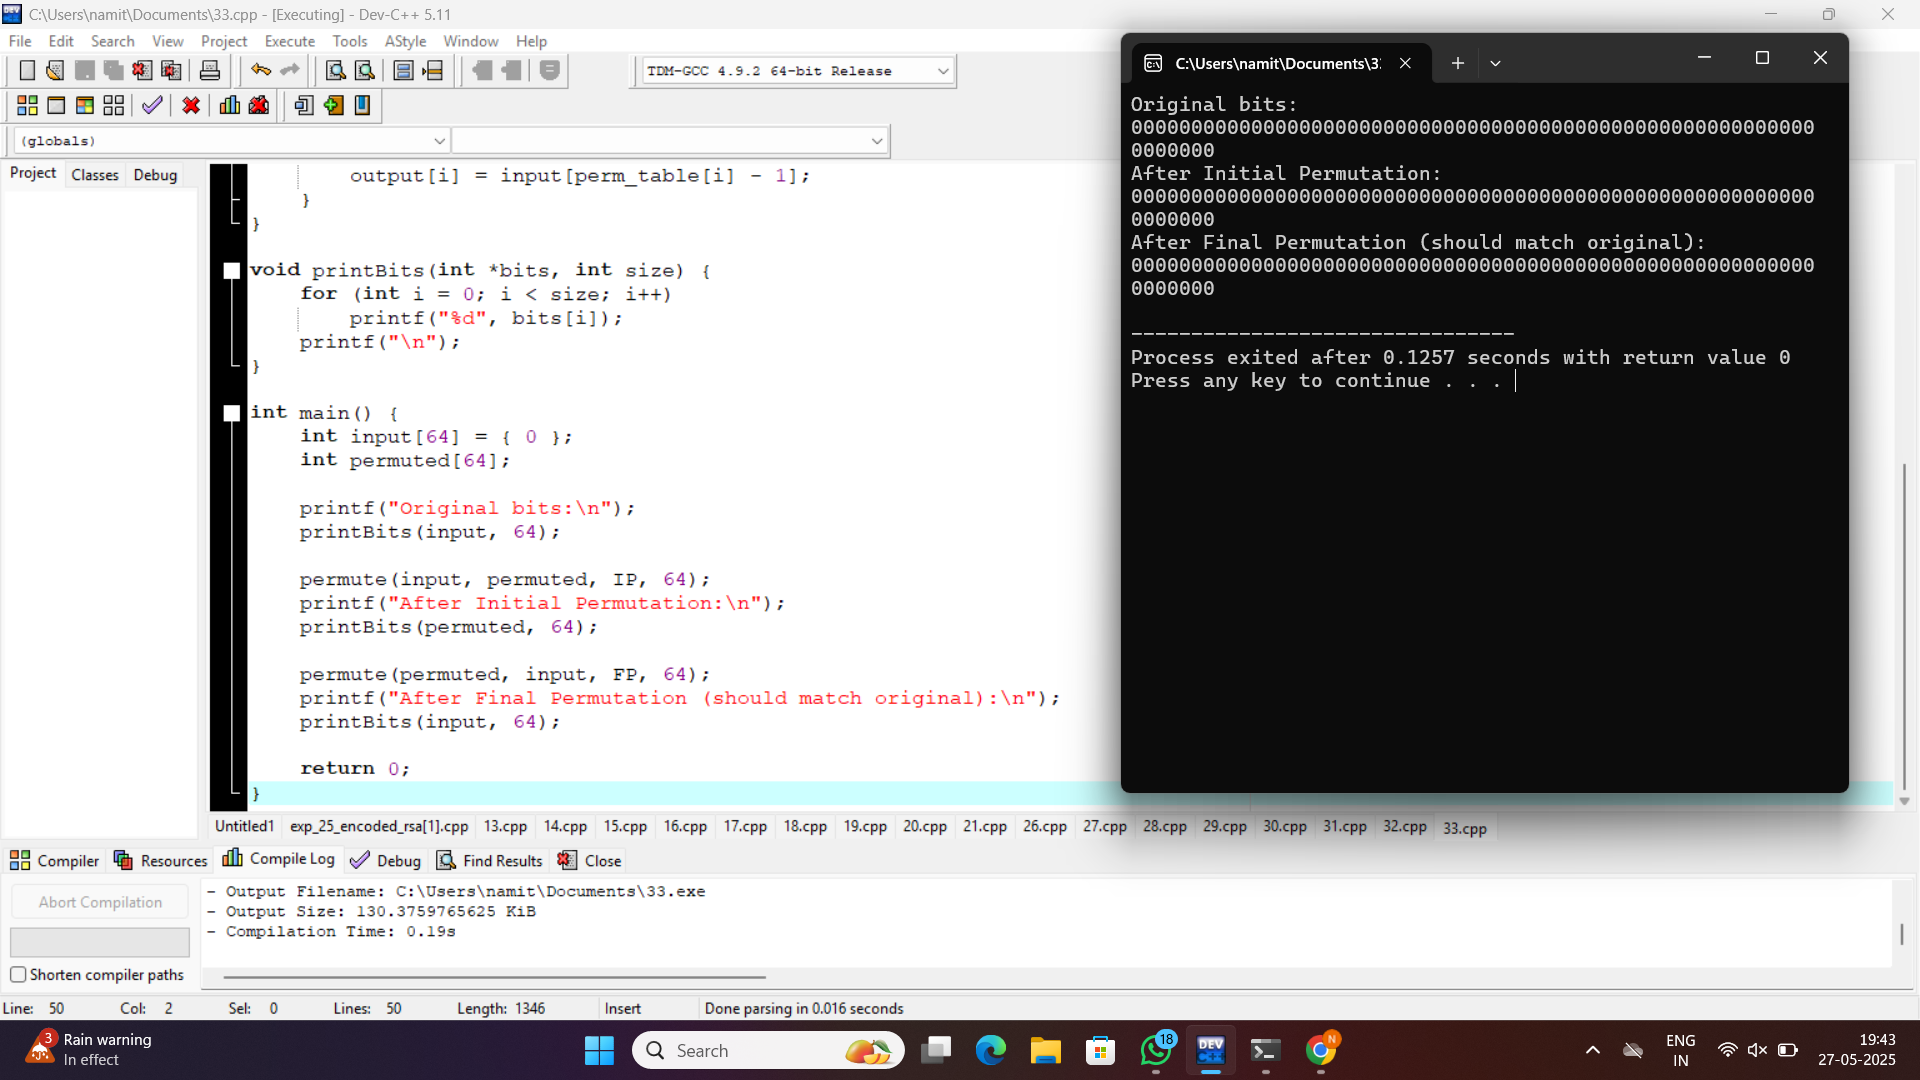 C:\Users\namit\Documents\33.cpp - [Executing] - Dev-C++ 5.11
File Edit Search View Project Execute Tools AStyle Window Help
TDM-GCC 4.9.2 64-bit Release
(globals)
Project Classes Debug
output[i] = input[perm_table[i] - 1];
}
}
void printBits(int *bits, int size) {
for (int i = 0; i < size; i++)
printf("%d", bits[i]);
printf("\n");
}
int main() {
int input[64] = { 0 };
int permuted[64];
printf("Original bits:\n");
printBits(input, 64);
permute(input, permuted, IP, 64);
printf("After Initial Permutation:\n");
printBits(permuted, 64);
permute(permuted, input, FP, 64);
printf("After Final Permutation (should match original):\n");
printBits(input, 64);
return 0;
}
C:\Users\namit\Documents\3:
Original bits:
000000000000000000000000000000000000000000000000000000000
0000000
After Initial Permutation:
000000000000000000000000000000000000000000000000000000000
0000000
After Final Permutation (should match original):
000000000000000000000000000000000000000000000000000000000
0000000
--------------------------------
Process exited after 0.1257 seconds with return value 0
Press any key to continue . . .
Untitled1 exp_25_encoded_rsa[1].cpp 13.cpp 14.cpp 15.cpp 16.cpp 17.cpp 18.cpp 19.cpp 20.cpp 21.cpp 26.cpp 27.cpp 28.cpp 29.cpp 30.cpp 31.cpp 32.cpp 33.cpp
Compiler Resources Compile Log Debug Find Results Close
Abort Compilation
Shorten compiler paths
- Output Filename: C:\Users\namit\Documents\33.exe
- Output Size: 130.3759765625 KiB
- Compilation Time: 0.19s
Line: 50 Col: 2 Sel: 0 Lines: 50 Length: 1346 Insert Done parsing in 0.016 seconds
3
Rain warning
In effect
Search
18
DEV
N
ENG
IN
19:43
27-05-2025